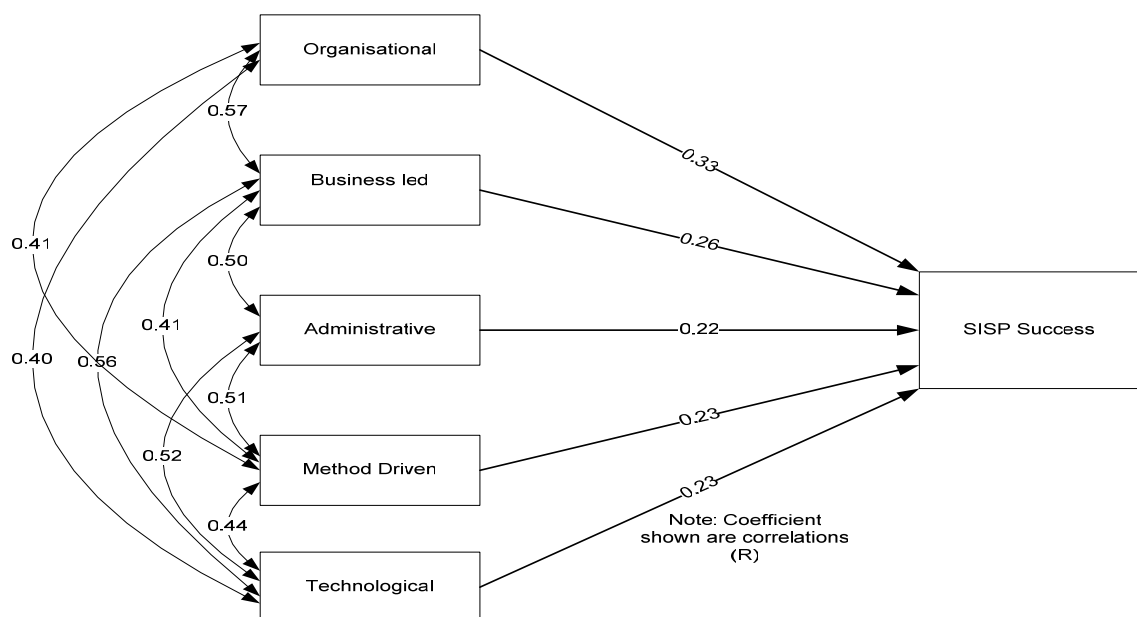 Organisational
0.57
0.33
Business led
0.41
0.26
0.50
0.41
Administrative
0.22
SISP Success
0.40
0.56
0.51
0.23
0.52
Method Driven
0.23
0.44
Note: Coefficient
shown are correlations
(R)
Technological